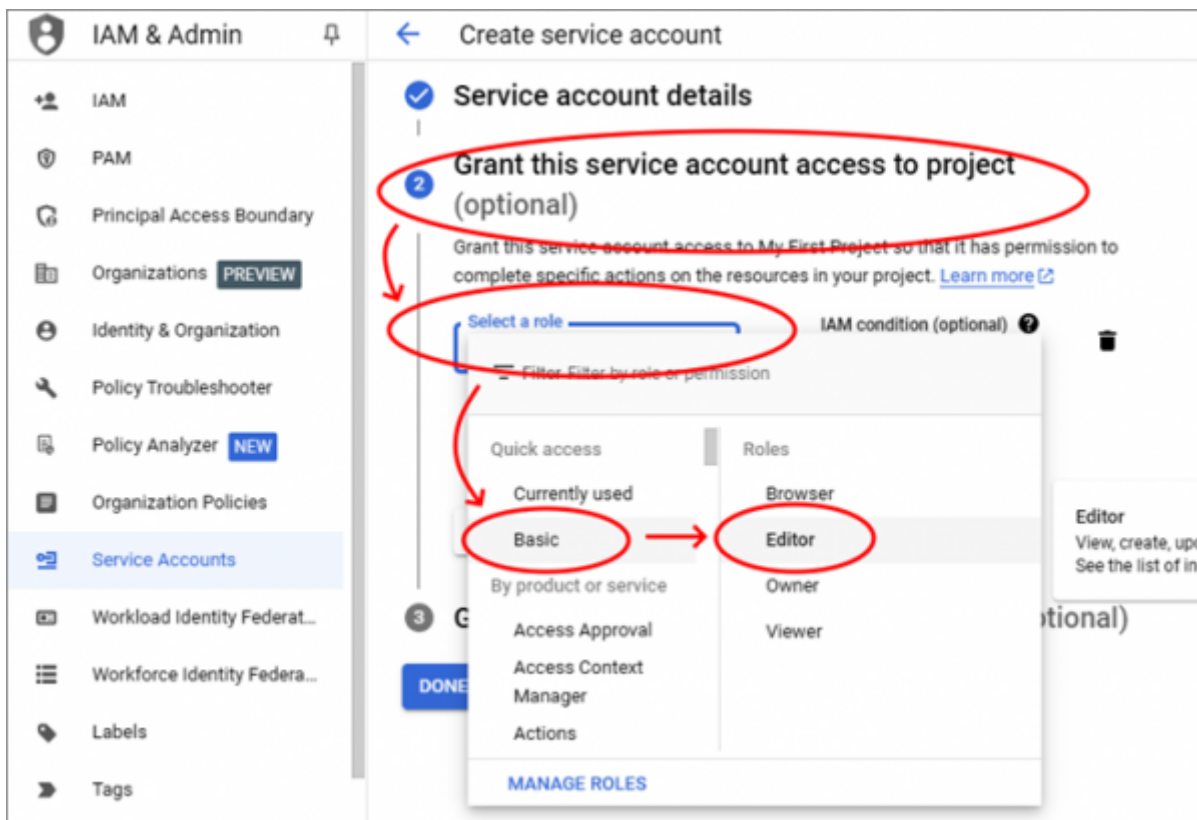 IAM & Admin
Create service account
IAM
PAM
Principal Access Boundary
Organizations PREVIEW
Identity & Organization
Policy Troubleshooter
Policy Analyzer NEW
Organization Policies
Service Accounts
Workload Identity Federat...
Workforce Identity Federa...
Labels
Tags
Service account details
2
Grant this service account access to project
(optional)
Grant this service account access to My First Project so that it has permission to
complete specific actions on the resources in your project. Learn more
Select a role
IAM condition (optional)
Filter Filter by role or permission
Quick access
Currently used
Basic
By product or service
Access Approval
Access Context
Manager
Actions
Roles
Browser
Editor
Owner
Viewer
MANAGE ROLES
Editor
View, create, upd
See the list of in
3
G
tional)
DONE